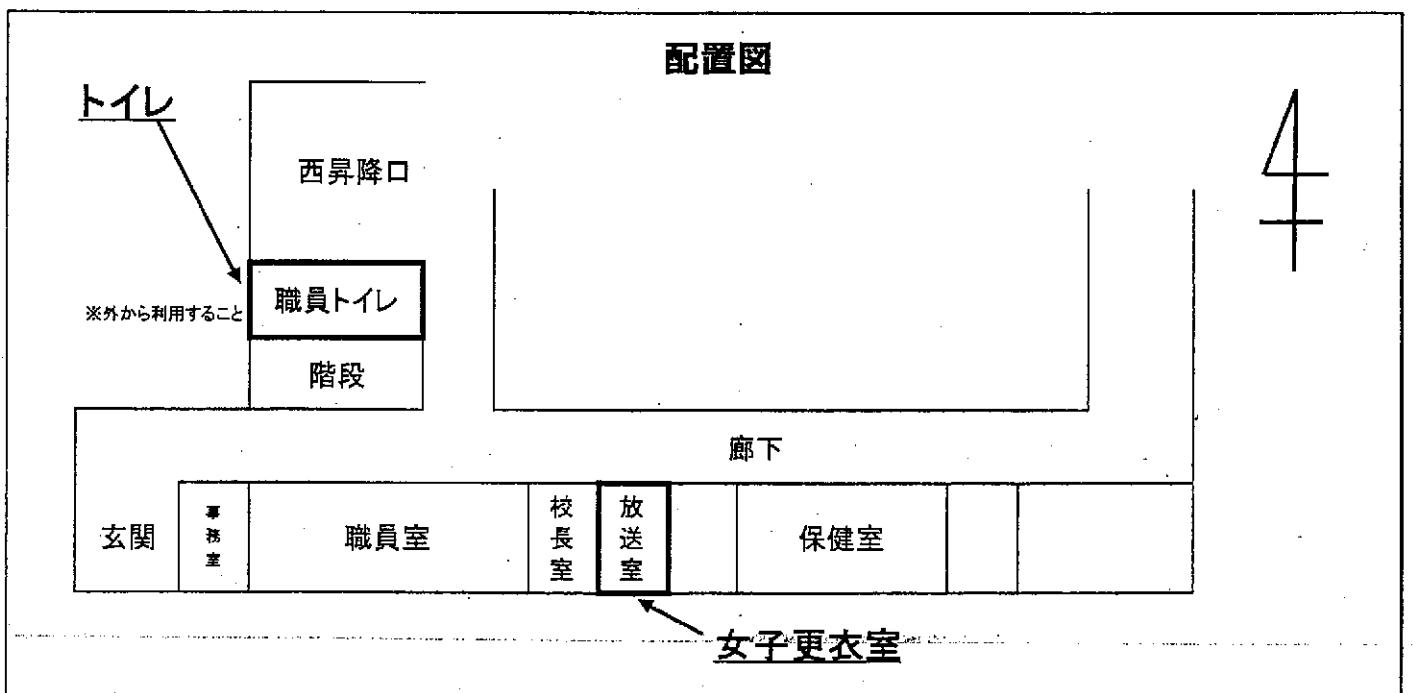 配置図
トイレ
西昇降口
職員トイレ
※外から利用すること
階段
廊下
玄関
事務室
職員室
校長室
放送室
保健室
女子更衣室